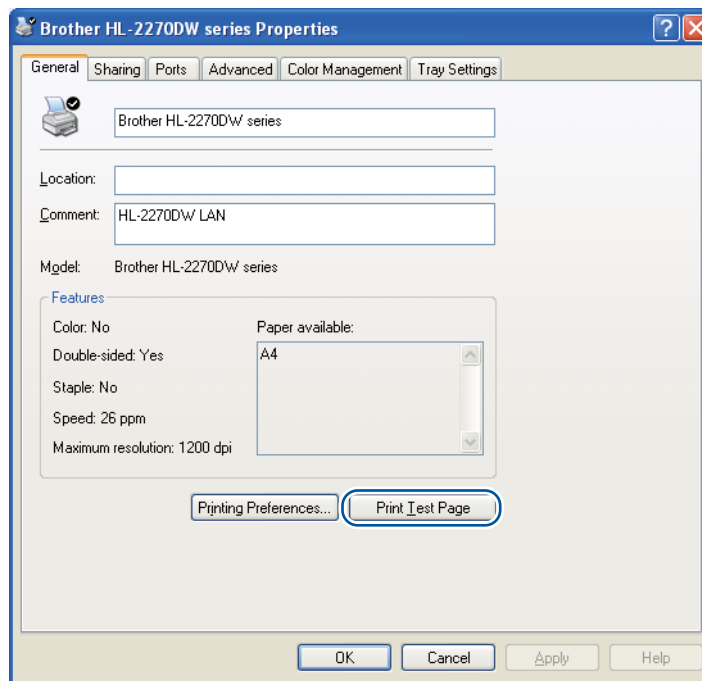 Brother HL-2270DW series Properties
General Sharing Ports Advanced Color Management Tray Settings
Brother HL-2270DW series
Location:
Comment: HL-2270DW LAN
Model: Brother HL-2270DW series
Features
Color: No Paper available:
Double-sided: Yes A4
Staple: No
Speed: 26 ppm
Maximum resolution: 1200 dpi
Printing Preferences... Print Test Page
OK Cancel Apply Help